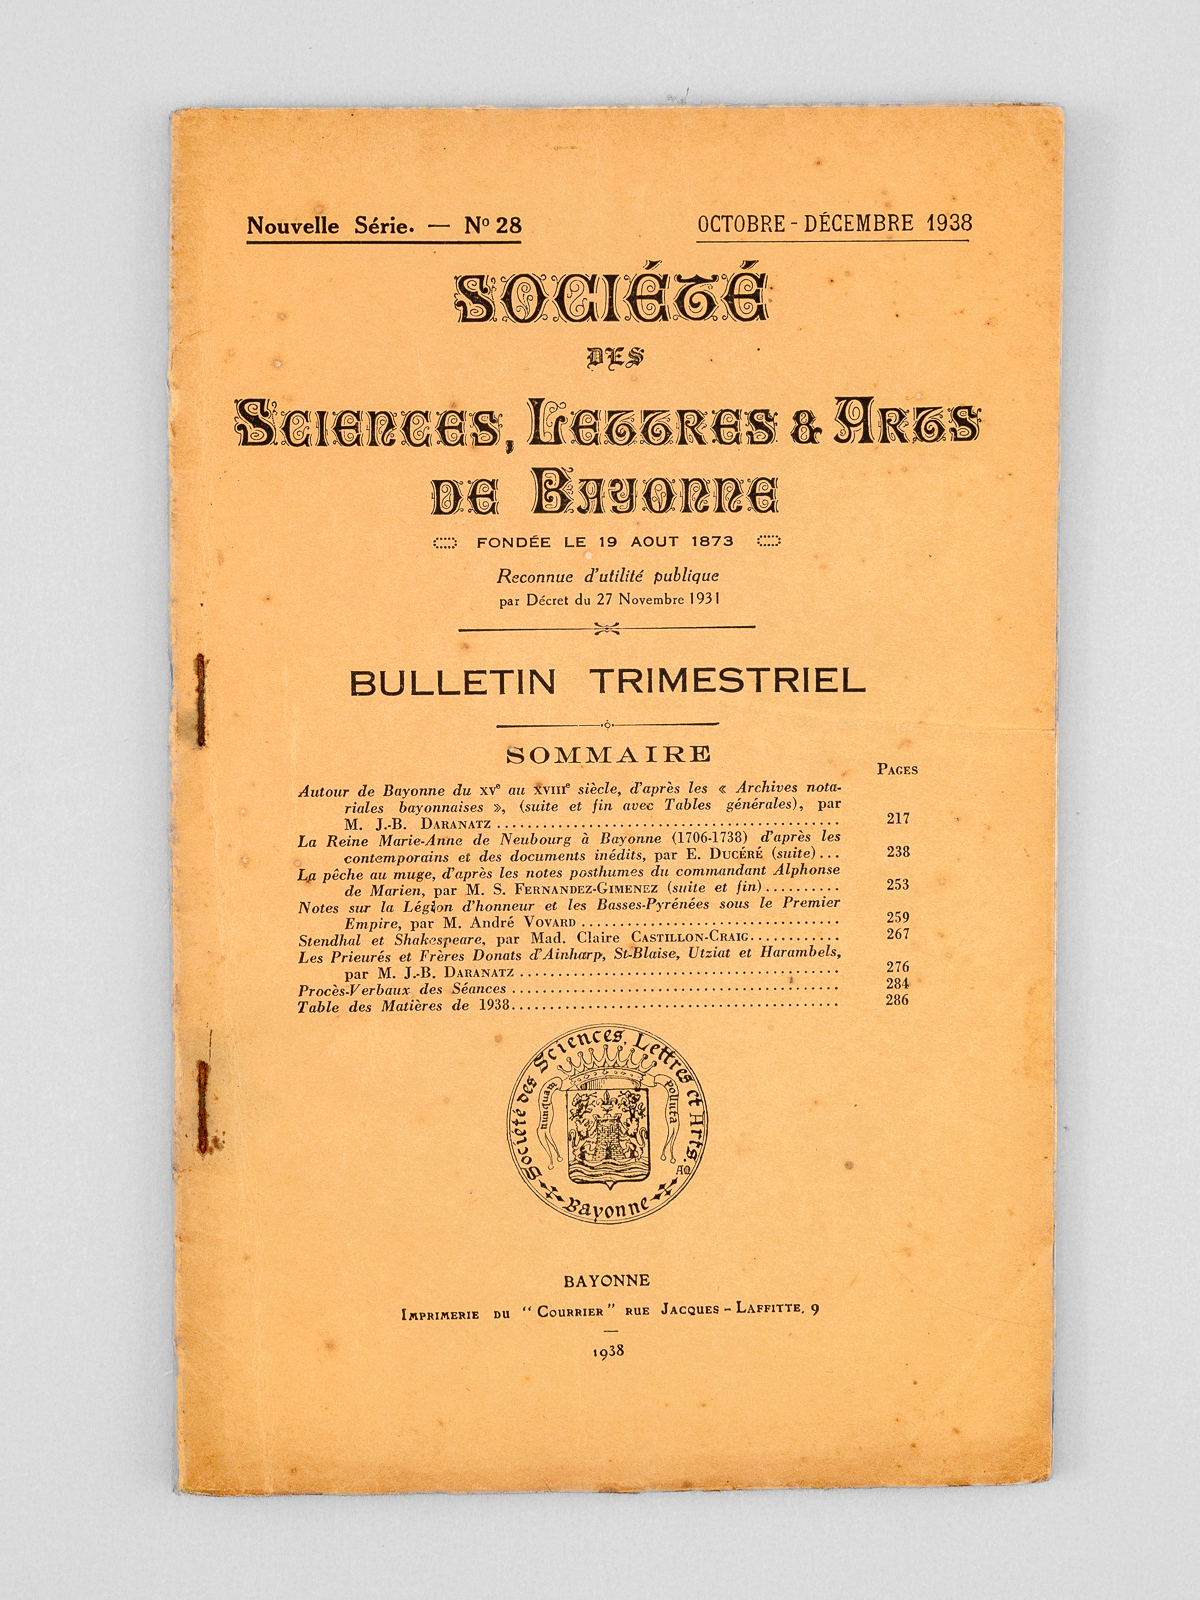 Nouvelle Série. — Nº 28
OCTOBRE - DÉCEMBRE 1938
SOCIÉTÉ
DES
SCIENCES, LETTRES & ARTS
DE BAYONNE
FONDÉE LE 19 AOUT 1873
Reconnue d'utilité publique
par Décret du 27 Novembre 1931
BULLETIN TRIMESTRIEL
SOMMAIRE
PAGES
Autour de Bayonne du XVe au XVIIIe siècle, d'après les « Archives nota-
riales bayonnaises », (suite et fin avec Tables générales), par
M. J.-B. DARANATZ ........ 217
La Reine Marie-Anne de Neubourg à Bayonne (1706-1738) d'après les
contemporains et des documents inédits, par E. DUCÉRÉ (suite)... 238
La pêche au muge, d'après les notes posthumes du commandant Alphonse
de Marien, par M. S. FERNANDEZ-GIMENEZ (suite et fin).......... 253
Notes sur la Légion d'honneur et les Basses-Pyrénées sous le Premier
Empire, par M. André VOVARD ........ 259
Stendhal et Shakespeare, par Mad. Claire CASTILLON-CRAIG............ 267
Les Prieurés et Frères Donats d'Ainharp, St-Blaise, Utziat et Harambels,
par M. J.-B. DARANATZ ........ 276
Procès-Verbaux des Séances ........ 284
Table des Matières de 1938........ 286
Société des Sciences, Lettres et Arts.
nunquam
polluta
AQ
Bayonne
BAYONNE
IMPRIMERIE DU "COURRIER" RUE JACQUES-LAFFITTE, 9
—
1938